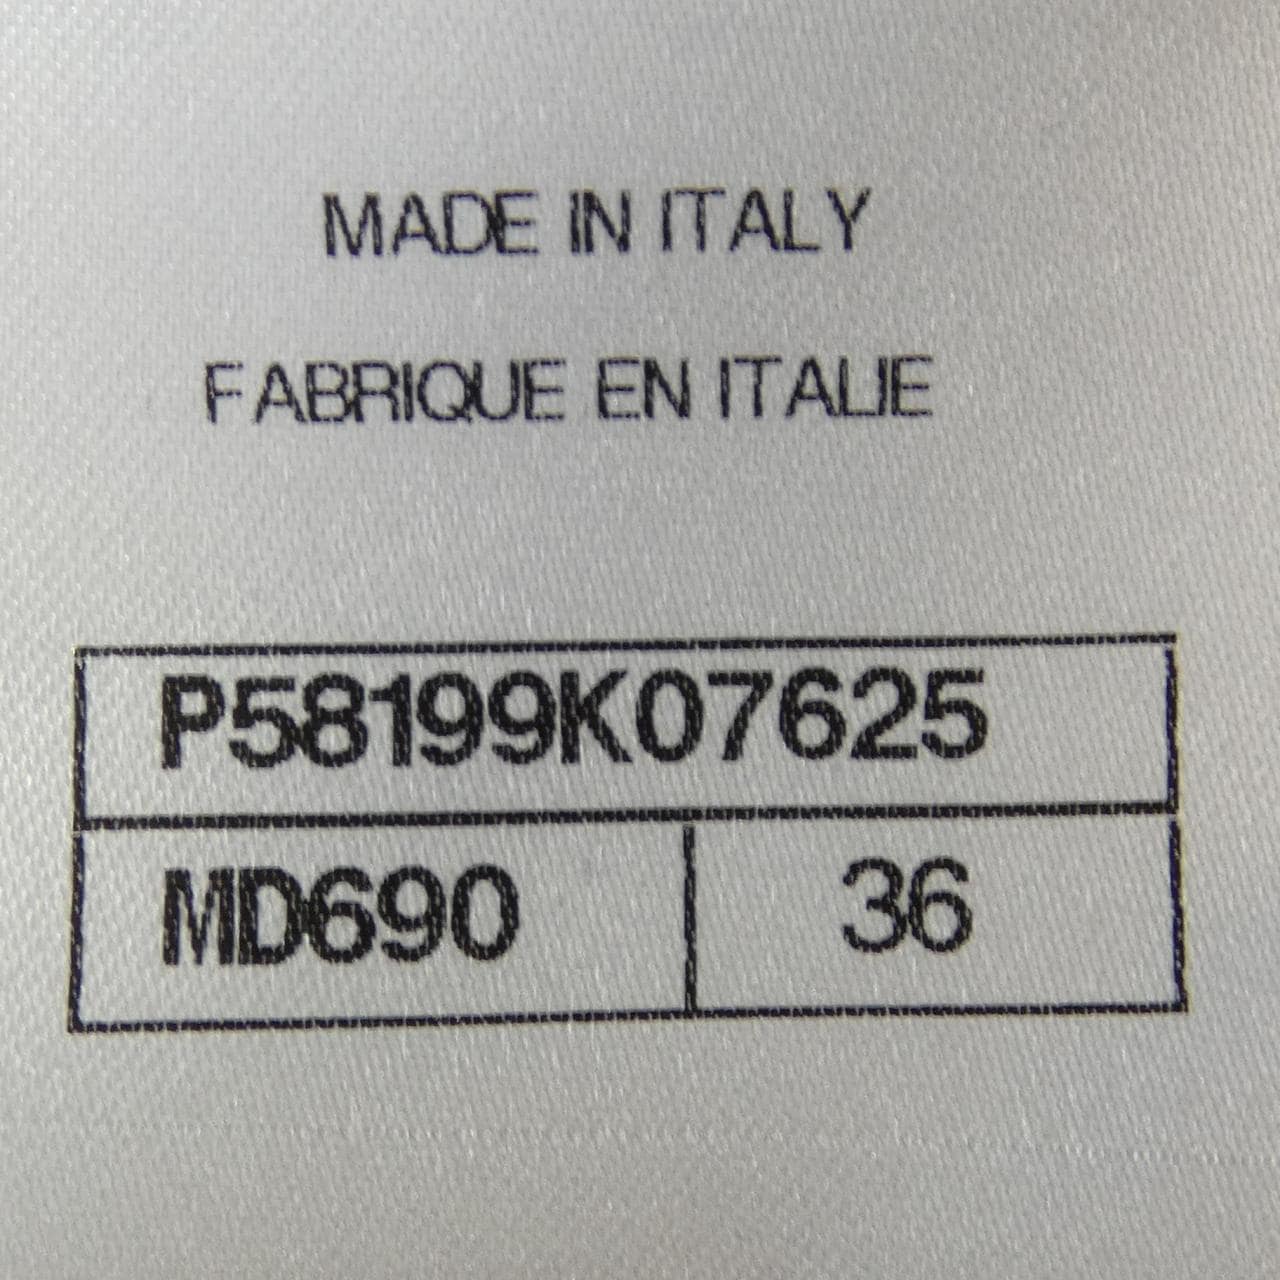 MADE IN ITALY
FABRIQUE EN ITALIE
P58199K07625
MD690 36